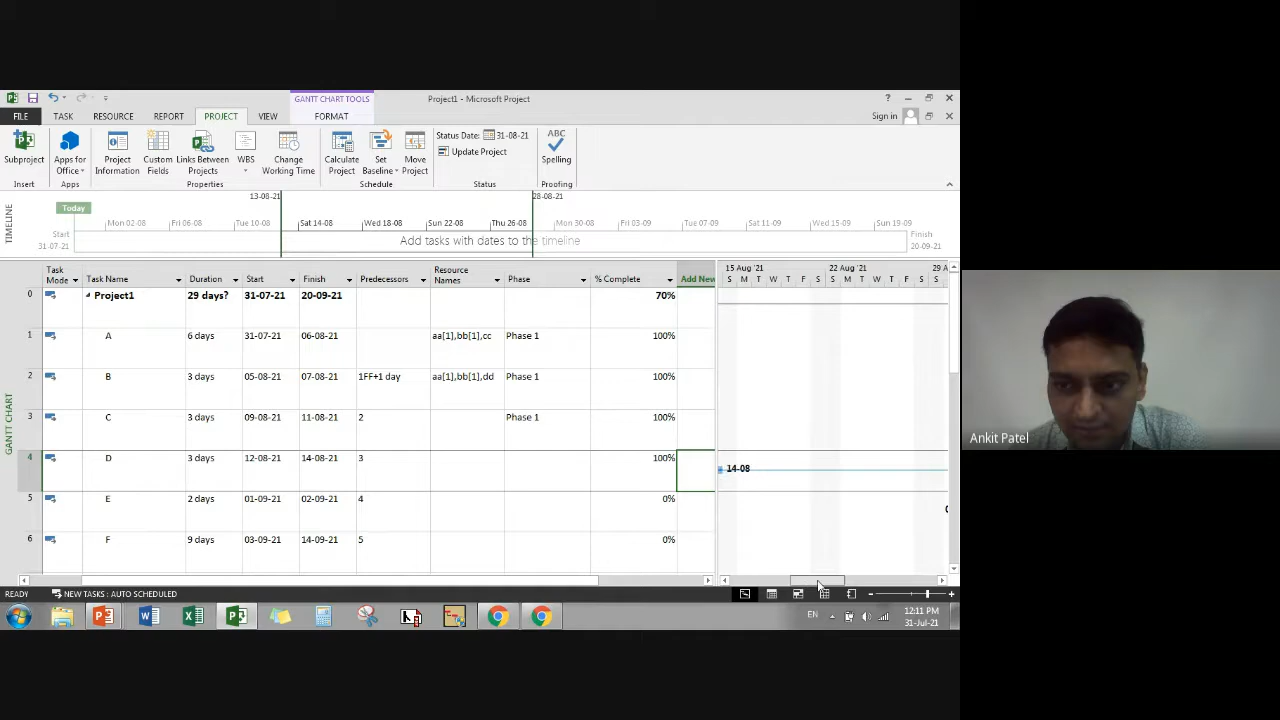 GANTT CHART TOOLS
Project1 - Microsoft Project
?
FILE TASK RESOURCE REPORT PROJECT VIEW FORMAT
Sign in
Subproject
Apps for Office
Project Information
Custom Fields
Links Between Projects
WBS
Change Working Time
Calculate Project
Set Baseline
Move Project
Status Date: 31-08-21
Update Project
ABC
Spelling
Insert Apps Properties Schedule Status Proofing
TIMELINE
13-08-21 28-08-21
Today
Mon 02-08 Fri 06-08 Tue 10-08 Sat 14-08 Wed 18-08 Sun 22-08 Thu 26-08 Mon 30-08 Fri 03-09 Tue 07-09 Sat 11-09 Wed 15-09 Sun 19-09
Start 31-07-21
Add tasks with dates to the timeline
Finish 20-09-21
GANTT CHART
Task Mode Task Name Duration Start Finish Predecessors Resource Names Phase % Complete Add New
15 Aug '21 22 Aug '21 29 A
S M T W T F S S M T W T F S S
0 Project1 29 days? 31-07-21 20-09-21 70%
1 A 6 days 31-07-21 06-08-21 aa[1],bb[1],cc Phase 1 100%
2 B 3 days 05-08-21 07-08-21 1FF+1 day aa[1],bb[1],dd Phase 1 100%
3 C 3 days 09-08-21 11-08-21 2 Phase 1 100%
4 D 3 days 12-08-21 14-08-21 3 100% 14-08
5 E 2 days 01-09-21 02-09-21 4 0%
6 F 9 days 03-09-21 14-09-21 5 0%
READY NEW TASKS : AUTO SCHEDULED
EN
12:11 PM
31-Jul-21
Ankit Patel